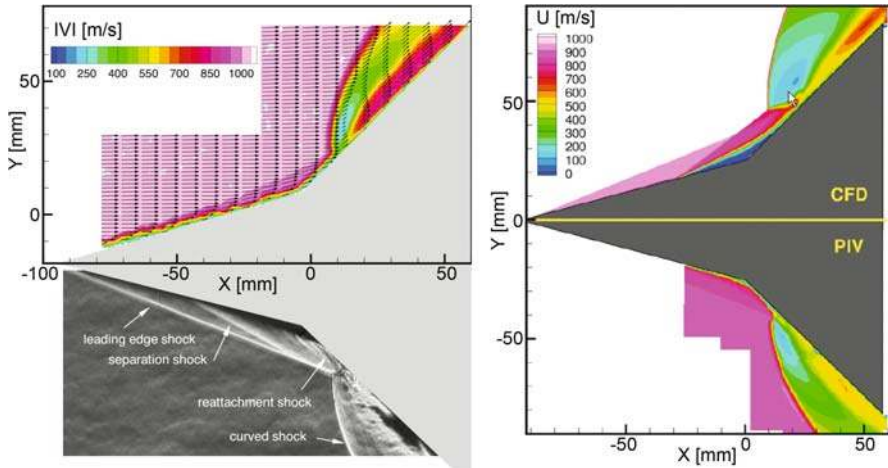 IVI [m/s]
100 250 400 550 700 850 1000
Y [mm]
50
0
-100 -50 0 50
X [mm]
leading edge shock
separation shock
reattachment shock
curved shock
U [m/s]
1000
900
800
700
600
500
400
300
200
100
0
Y [mm]
50
0
-50
CFD
PIV
-50 0 50
X [mm]